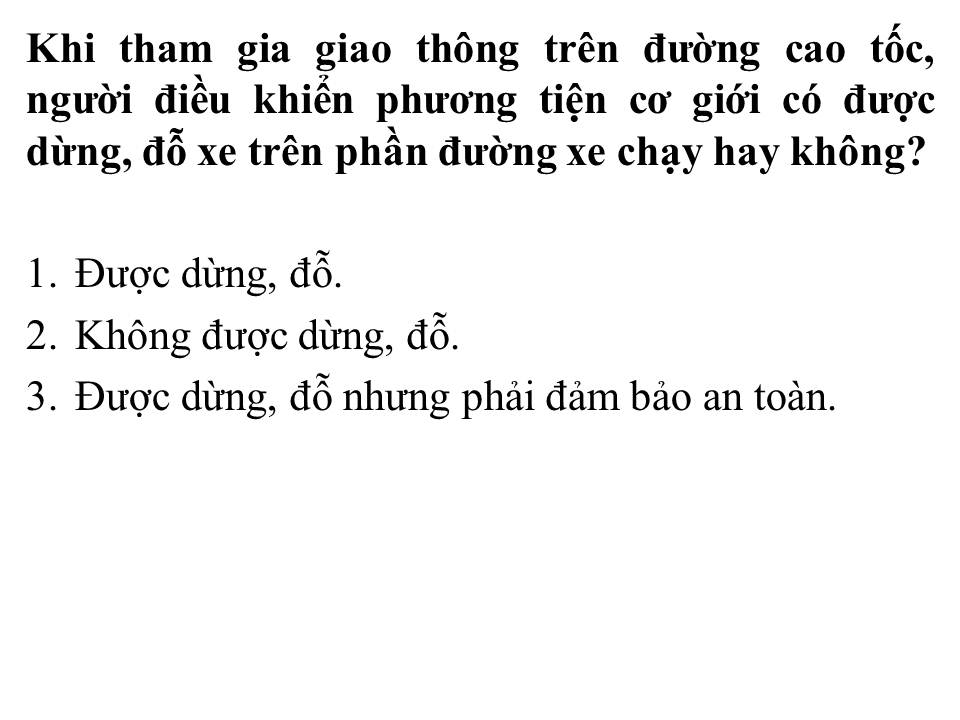 Khi tham gia giao thông trên đường cao tốc,
người điều khiển phương tiện cơ giới có được
dừng, đỗ xe trên phần đường xe chạy hay không?
1. Được dừng, đỗ.
2. Không được dừng, đỗ.
3. Được dừng, đỗ nhưng phải đảm bảo an toàn.